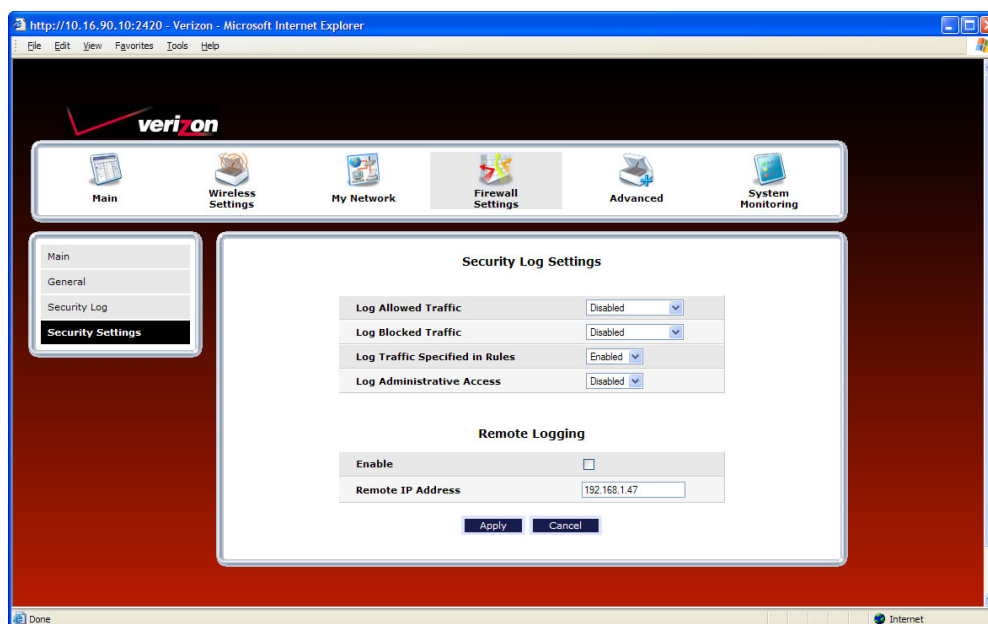 http://10.16.90.10:2420 - Verizon - Microsoft Internet Explorer
File Edit View Favorites Tools Help
verizon
Main
Wireless Settings
My Network
Firewall Settings
Advanced
System Monitoring
Main
General
Security Log
Security Settings
Security Log Settings
Log Allowed Traffic Disabled
Log Blocked Traffic Disabled
Log Traffic Specified in Rules Enabled
Log Administrative Access Disabled
Remote Logging
Enable
Remote IP Address 192.168.1.47
Apply Cancel
Done Internet